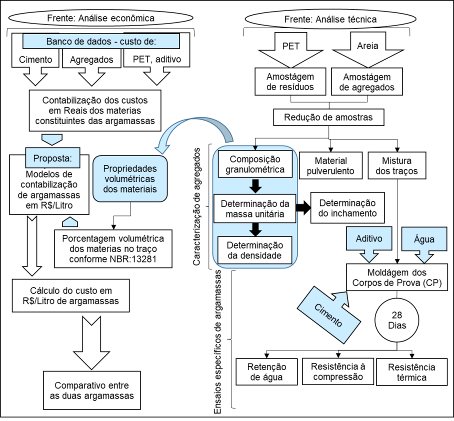 Frente: Análise econômica
Banco de dados - custo de:
Cimento
Agregados
PET, aditivo
Contabilização dos custos
em Reais dos materias
constituintes das argamassas
Proposta:
Modelos de
contabilização
de argamassas
em R$/Litro
Propriedades
volumétricas
dos materiais
Porcentagem volumétrica
dos materias no traço
conforme NBR:13281
Cálculo do custo em
R$/Litro de argamassas
Comparativo entre
as duas argamassas
Frente: Análise técnica
PET
Areia
Amostágem
de resíduos
Amostágem
de agregados
Redução de amostras
Caracterização de agregados
Composição
granulométrica
Material
pulverulento
Mistura
dos traços
Determinação da
massa unitária
Determinação
do inchamento
Determinação
da densidade
Aditivo
Água
Moldágem dos
Corpos de Prova (CP)
Cimento
28
Dias
Ensaios específicos de argamassas
Retenção
de água
Resistência à
compressão
Resistência
térmica